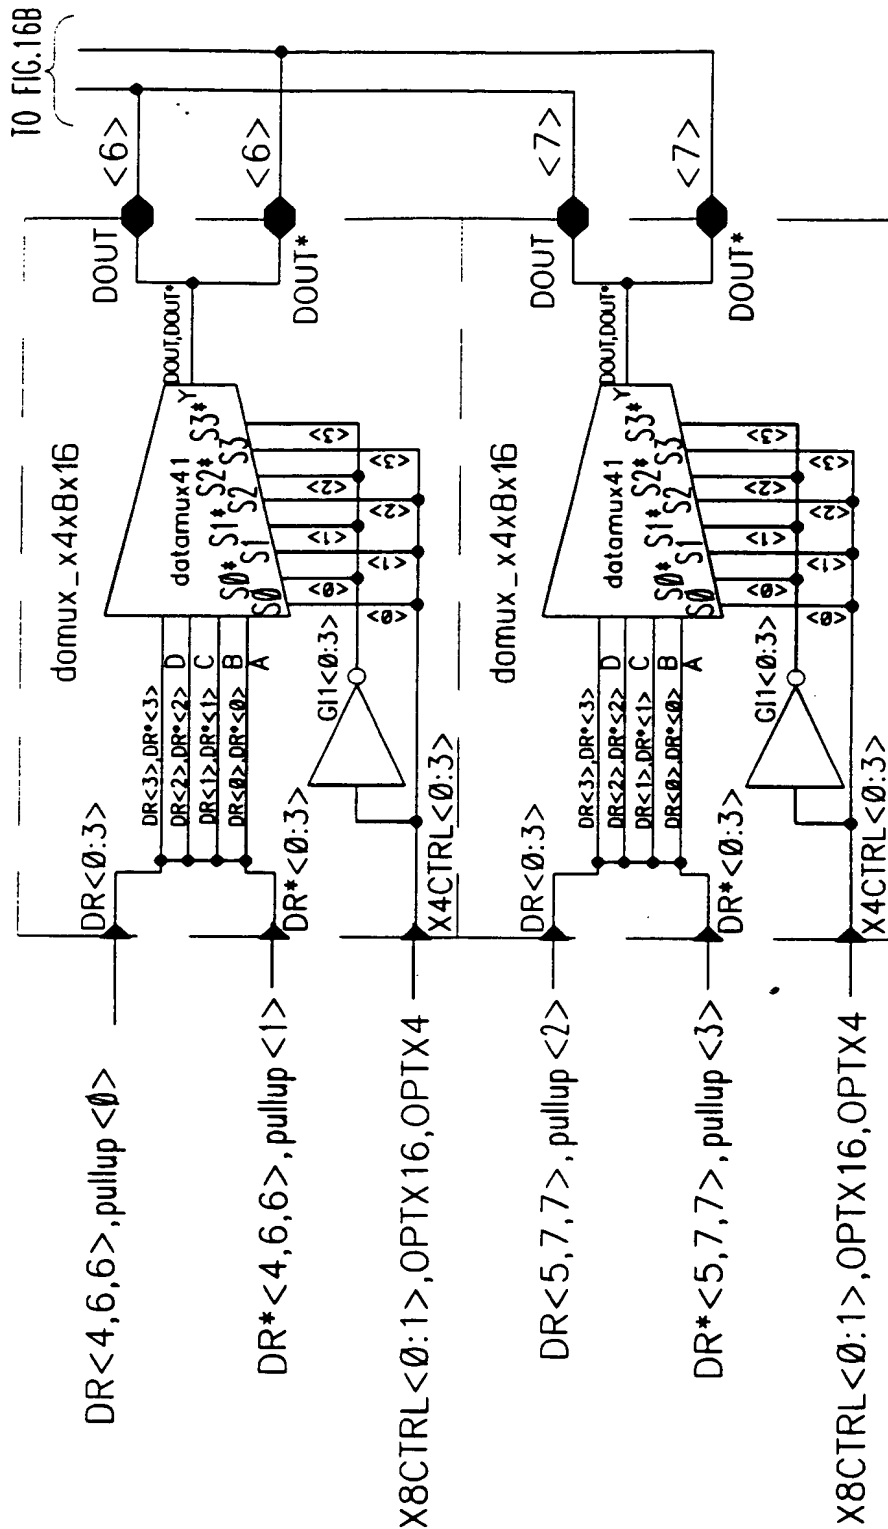 TO FIG.16B
domux_x4x8x16
DR<4,6,6>,pullup<0>
DR<0:3>
DR<3>,DR*<3>
D
DR<2>,DR*<2>
C
DR<1>,DR*<1>
B
DR<0>,DR*<0>
A
datamux41
S0
S0*
S1
S1*
S2
S2*
S3
S3*
Y
DOUT,DOUT*
DOUT
<6>
DOUT*
<6>
DR*<4,6,6>,pullup<1>
DR*<0:3>
GI1<0:3>
<0>
<0>
<1>
<1>
<2>
<2>
<3>
<3>
X8CTRL<0:1>,OPTX16,OPTX4
X4CTRL<0:3>
domux_x4x8x16
DR<5,7,7>,pullup<2>
DR<0:3>
DR<3>,DR*<3>
D
DR<2>,DR*<2>
C
DR<1>,DR*<1>
B
DR<0>,DR*<0>
A
datamux41
S0
S0*
S1
S1*
S2
S2*
S3
S3*
Y
DOUT,DOUT*
DOUT
<7>
DOUT*
<7>
DR*<5,7,7>,pullup<3>
DR*<0:3>
GI1<0:3>
<0>
<0>
<1>
<1>
<2>
<2>
<3>
<3>
X8CTRL<0:1>,OPTX16,OPTX4
X4CTRL<0:3>